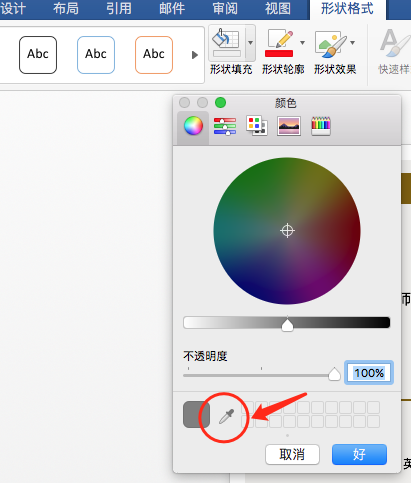 设计 布局 引用 邮件 审阅 视图 形状格式
Abc Abc Abc
形状填充 形状轮廓 形状效果 快速样
颜色
不透明度
100%
师
取消 好
英